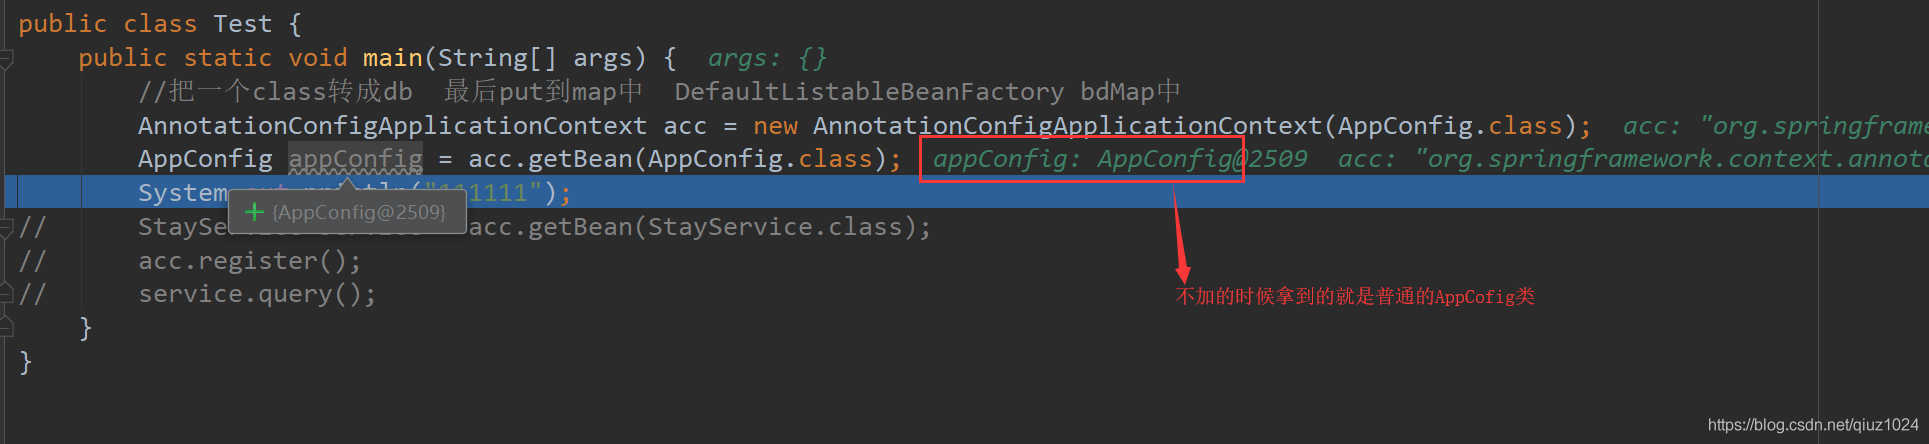 public class Test {
public static void main(String[] args) {  args: {}
//把一个class转成db  最后put到map中  DefaultListableBeanFactory bdMap中
AnnotationConfigApplicationContext acc = new AnnotationConfigApplicationContext(AppConfig.class);  acc: "org.springframe
AppConfig appConfig = acc.getBean(AppConfig.class);  appConfig: AppConfig@2509  acc: "org.springframework.context.annota
System println("111111");
+ {AppConfig@2509}
//      StaySe acc.getBean(StayService.class);
//      acc.register();
不加的时候拿到的就是普通的AppCofig类
//      service.query();
}
}
https://blog.csdn.net/qiuz1024